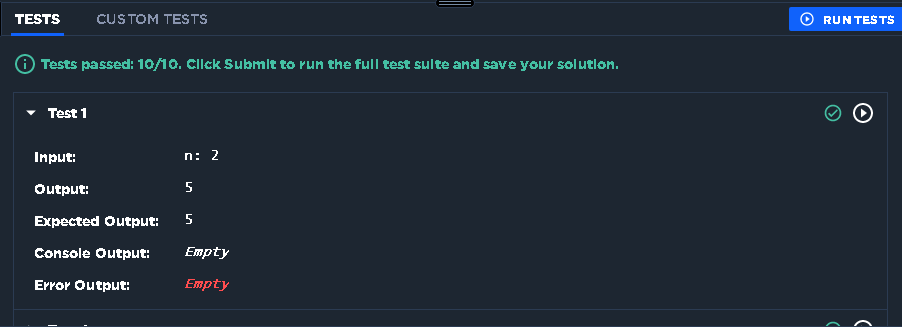 TESTS CUSTOM TESTS RUN TESTS
Tests passed: 10/10. Click Submit to run the full test suite and save your solution.
Test 1
Input: n: 2
Output: 5
Expected Output: 5
Console Output: Empty
Error Output: Empty